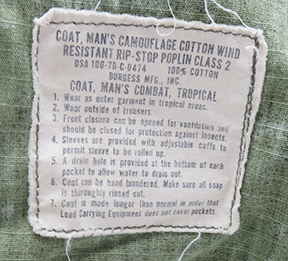 COAT, MAN'S CAMOUFLAGE COTTON WIND
RESISTANT RIP-STOP POPLIN CLASS 2
DSA 100-70-C-0474 100% COTTON
BURGESS MFG., INC.
COAT, MAN'S COMBAT, TROPICAL
1. Wear as outer garment in tropical areas.
2. Wear outside of trousers.
3. Front closure can be opened for ventilation and
should be closed for protection against insects.
4. Sleeves are provided with adjustable cuffs to
permit sleeve to be rolled up.
5. A drain hole is provided at the bottom of each
pocket to allow water to drain out.
6. Coat can be hand laundered. Make sure all soap
is thoroughly rinsed out.
7. Coat is made longer than normal in order that
Load Carrying Equipment does not cover pockets.